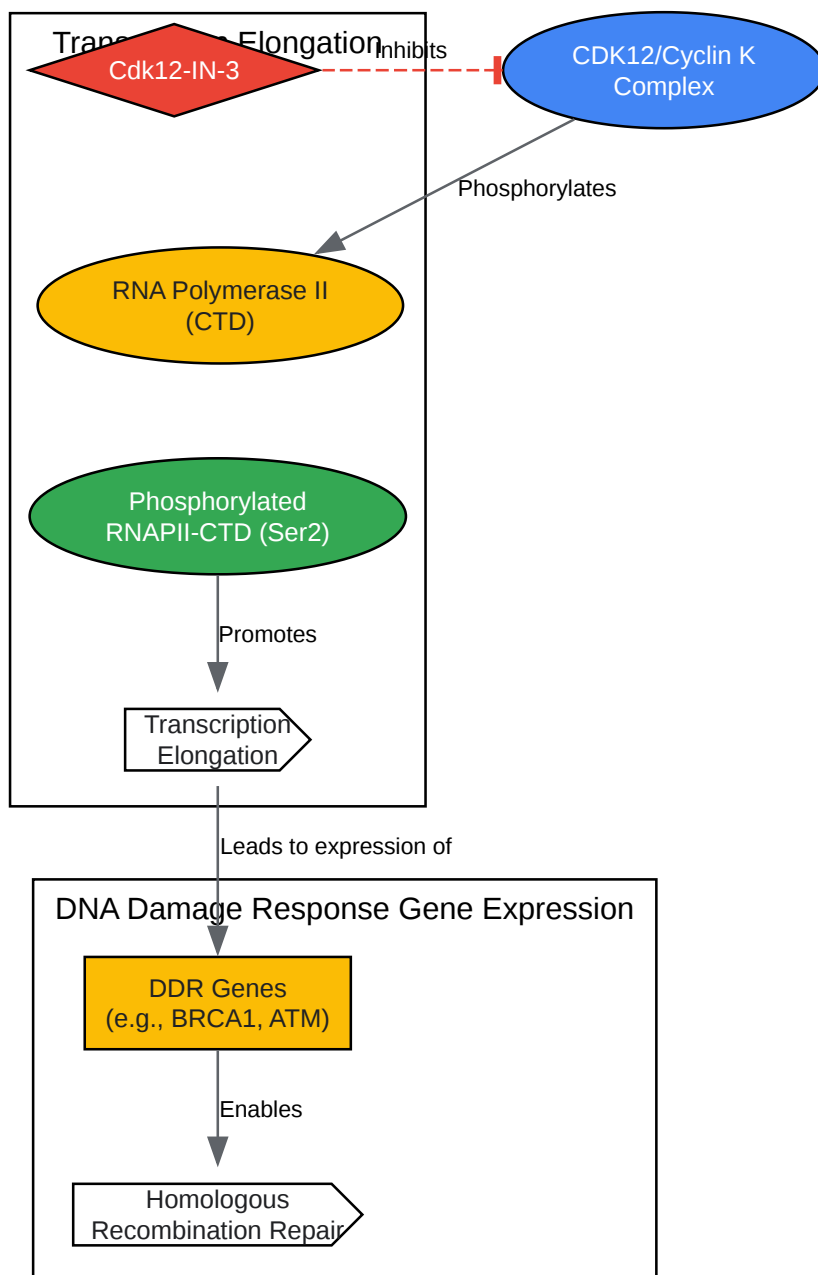 Elongation
Cdk12-IN-3
Inhibits
CDK12/Cyclin K
Complex
Phosphorylates
RNA Polymerase II
(CTD)
Phosphorylated
RNAPII-CTD (Ser2)
Promotes
Transcription
Elongation
Leads to expression of
DNA Damage Response Gene Expression
DDR Genes
(e.g., BRCA1, ATM)
Enables
Homologous
Recombination Repair